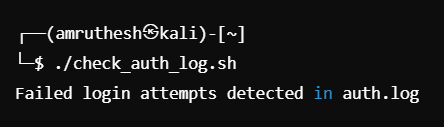 ┌──(amruthesh㉿kali)-[~]
└─$ ./check_auth_log.sh
Failed login attempts detected in auth.log